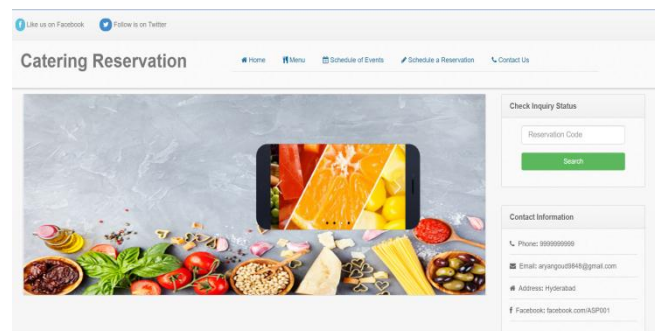 Like us on Facebook Follow is on Twitter
Catering Reservation
Home Menu Schedule of Events Schedule a Reservation Contact Us
Check Inquiry Status
Reservation Code
Search
Contact Information
Phone: 9999999999
Email: aryangoud9848@gmail.com
Address: Hyderabad
Facebook: facebook.com/ASP001